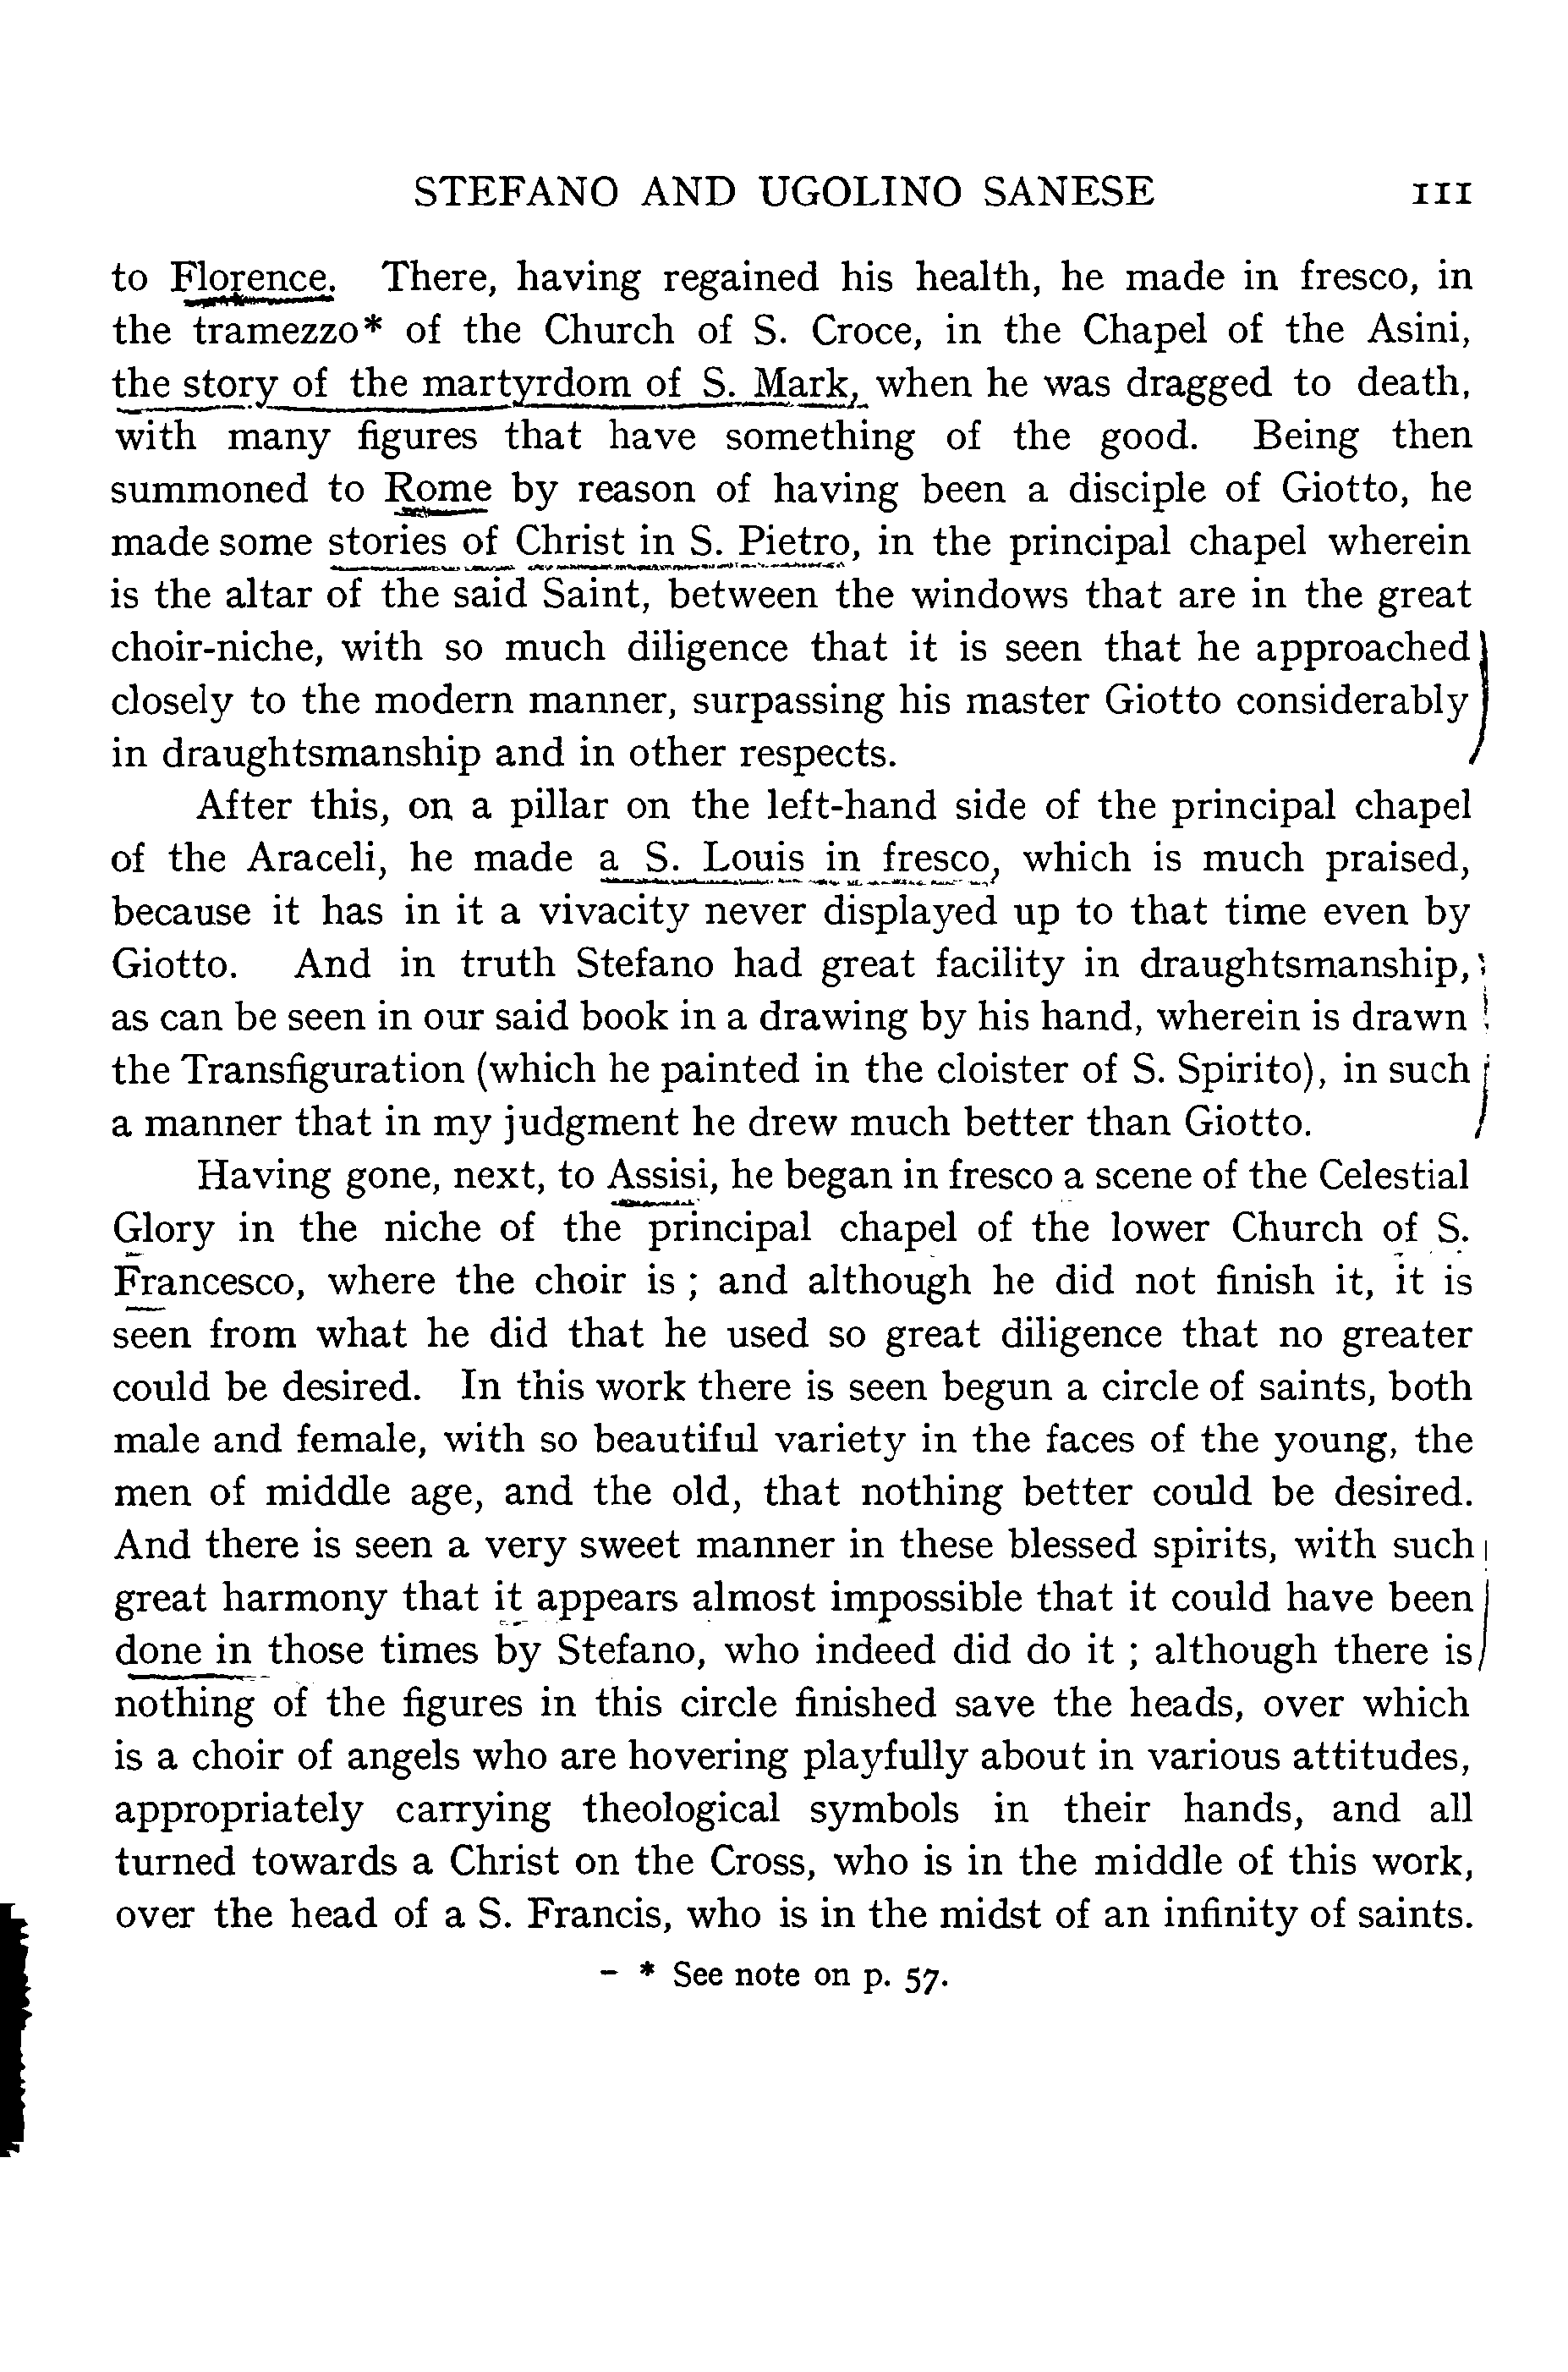 STEFANO AND UGOLINO SANESE 111
to Florence. There, having regained his health, he made in fresco, in
the tramezzo* of the Church of S. Croce, in the Chapel of the Asini,
the story of the martyrdom of S. Mark, when he was dragged to death,
with many figures that have something of the good. Being then
summoned to Rome by reason of having been a disciple of Giotto, he
made some stories of Christ in S. Pietro, in the principal chapel wherein
is the altar of the said Saint, between the windows that are in the great
choir-niche, with so much diligence that it is seen that he approached
closely to the modern manner, surpassing his master Giotto considerably
in draughtsmanship and in other respects.
After this, on a pillar on the left-hand side of the principal chapel
of the Araceli, he made a S. Louis in fresco, which is much praised,
because it has in it a vivacity never displayed up to that time even by
Giotto. And in truth Stefano had great facility in draughtsmanship,
as can be seen in our said book in a drawing by his hand, wherein is drawn
the Transfiguration (which he painted in the cloister of S. Spirito), in such
a manner that in my judgment he drew much better than Giotto.
Having gone, next, to Assisi, he began in fresco a scene of the Celestial
Glory in the niche of the principal chapel of the lower Church of S.
Francesco, where the choir is ; and although he did not finish it, it is
seen from what he did that he used so great diligence that no greater
could be desired. In this work there is seen begun a circle of saints, both
male and female, with so beautiful variety in the faces of the young, the
men of middle age, and the old, that nothing better could be desired.
And there is seen a very sweet manner in these blessed spirits, with such
great harmony that it appears almost impossible that it could have been
done in those times by Stefano, who indeed did do it ; although there is
nothing of the figures in this circle finished save the heads, over which
is a choir of angels who are hovering playfully about in various attitudes,
appropriately carrying theological symbols in their hands, and all
turned towards a Christ on the Cross, who is in the middle of this work,
over the head of a S. Francis, who is in the midst of an infinity of saints.
* See note on p. 57.